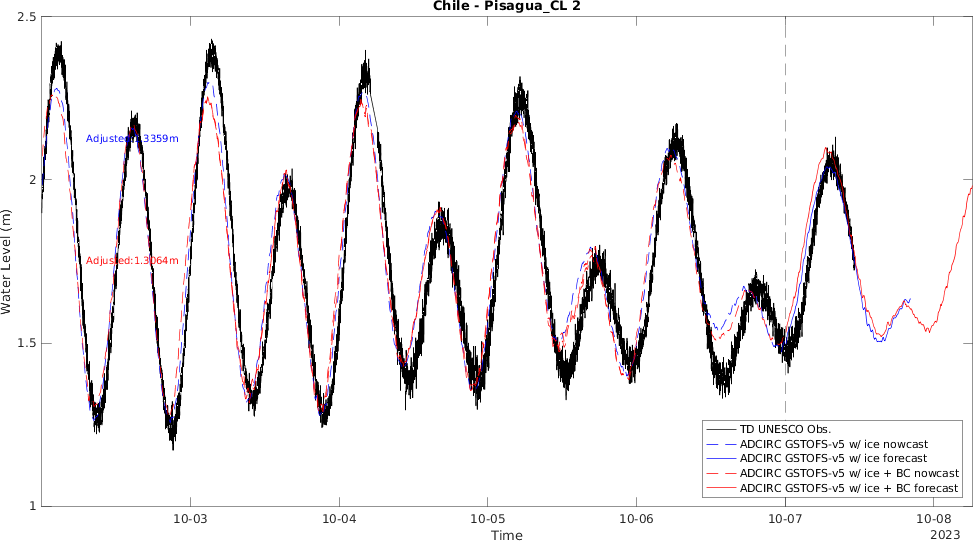 Chile - Pisagua_CL 2
2.5
2
1.5
1
Water Level (m)
Adjusted:1.3359m
Adjusted:1.3064m
TD UNESCO Obs.
ADCIRC GSTOFS-v5 w/ ice nowcast
ADCIRC GSTOFS-v5 w/ ice forecast
ADCIRC GSTOFS-v5 w/ ice + BC nowcast
ADCIRC GSTOFS-v5 w/ ice + BC forecast
10-03 10-04 10-05 10-06 10-07 10-08
Time
2023